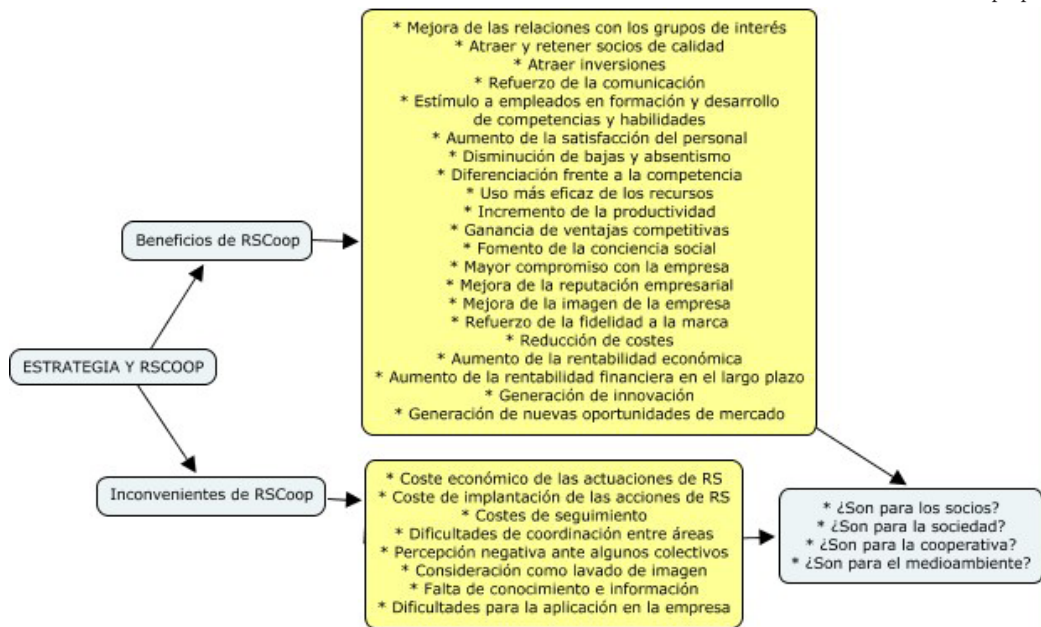 * Mejora de las relaciones con los grupos de interés
* Atraer y retener socios de calidad
* Atraer inversiones
* Refuerzo de la comunicación
* Estímulo a empleados en formación y desarrollo
de competencias y habilidades
* Aumento de la satisfacción del personal
* Disminución de bajas y absentismo
* Diferenciación frente a la competencia
* Uso más eficaz de los recursos
* Incremento de la productividad
* Ganancia de ventajas competitivas
* Fomento de la conciencia social
* Mayor compromiso con la empresa
* Mejora de la reputación empresarial
* Mejora de la imagen de la empresa
* Refuerzo de la fidelidad a la marca
* Reducción de costes
* Aumento de la rentabilidad económica
* Aumento de la rentabilidad financiera en el largo plazo
* Generación de innovación
* Generación de nuevas oportunidades de mercado
Beneficios de RSCoop
ESTRATEGIA Y RSCOOP
Inconvenientes de RSCoop
* Coste económico de las actuaciones de RS
* Coste de implantación de las acciones de RS
* Costes de seguimiento
* Dificultades de coordinación entre áreas
* Percepción negativa ante algunos colectivos
* Consideración como lavado de imagen
* Falta de conocimiento e información
* Dificultades para la aplicación en la empresa
* ¿Son para los socios?
* ¿Son para la sociedad?
* ¿Son para la cooperativa?
* ¿Son para el medioambiente?